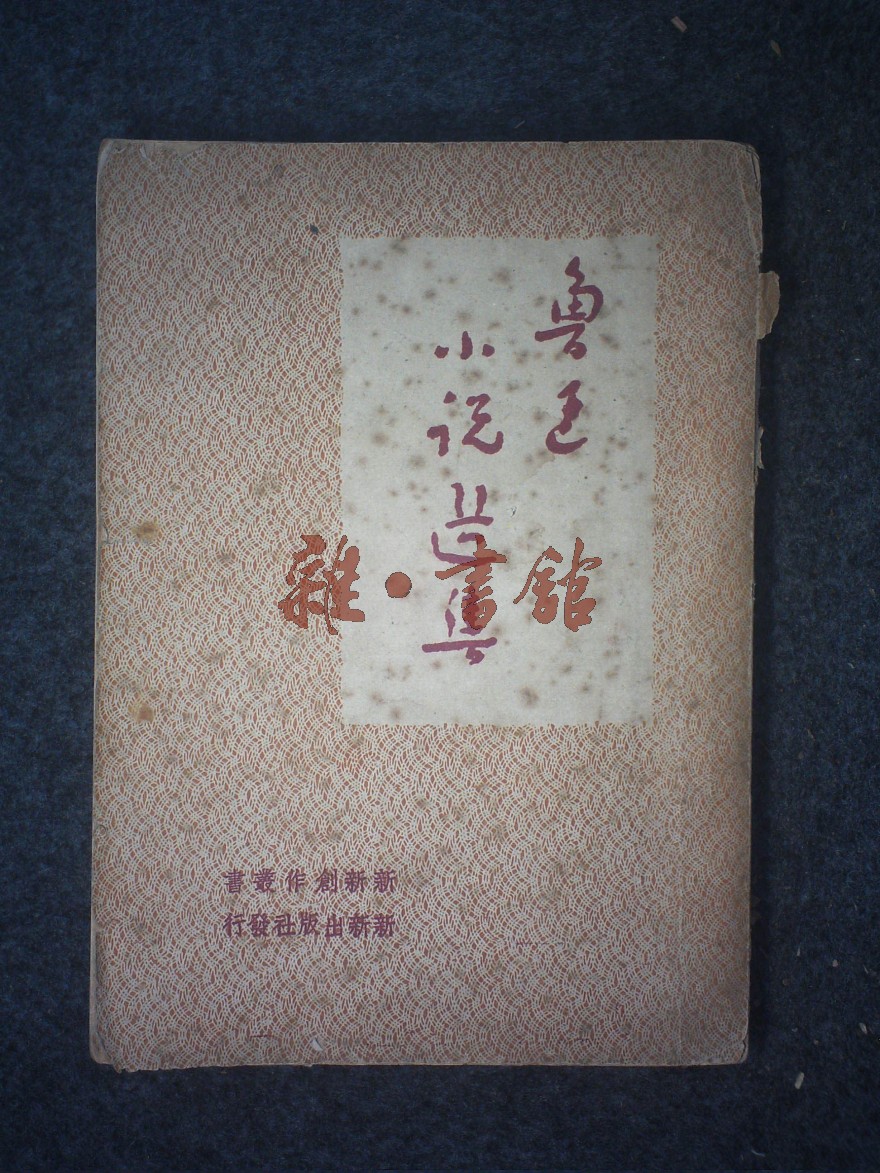 魯迅
小說選集
雜·書館
新新創作叢書
新新出版社發行